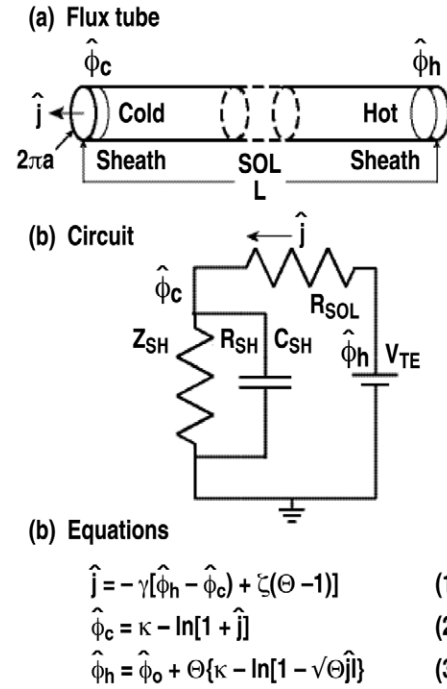 (a) Flux tube
ϕ̂c ϕ̂h
ĵ Cold Hot
2πa Sheath SOL Sheath
L
(b) Circuit
ĵ
ϕ̂c RSOL
ZSH RSH CSH ϕ̂h VTE
(b) Equations
ĵ = − γ[ϕ̂h − ϕ̂c) + ζ(Θ −1)] (1
ϕ̂c = κ − ln[1 + ĵ] (2
ϕ̂h = ϕ̂o + Θ{κ − ln[1 − √Θĵl} (3